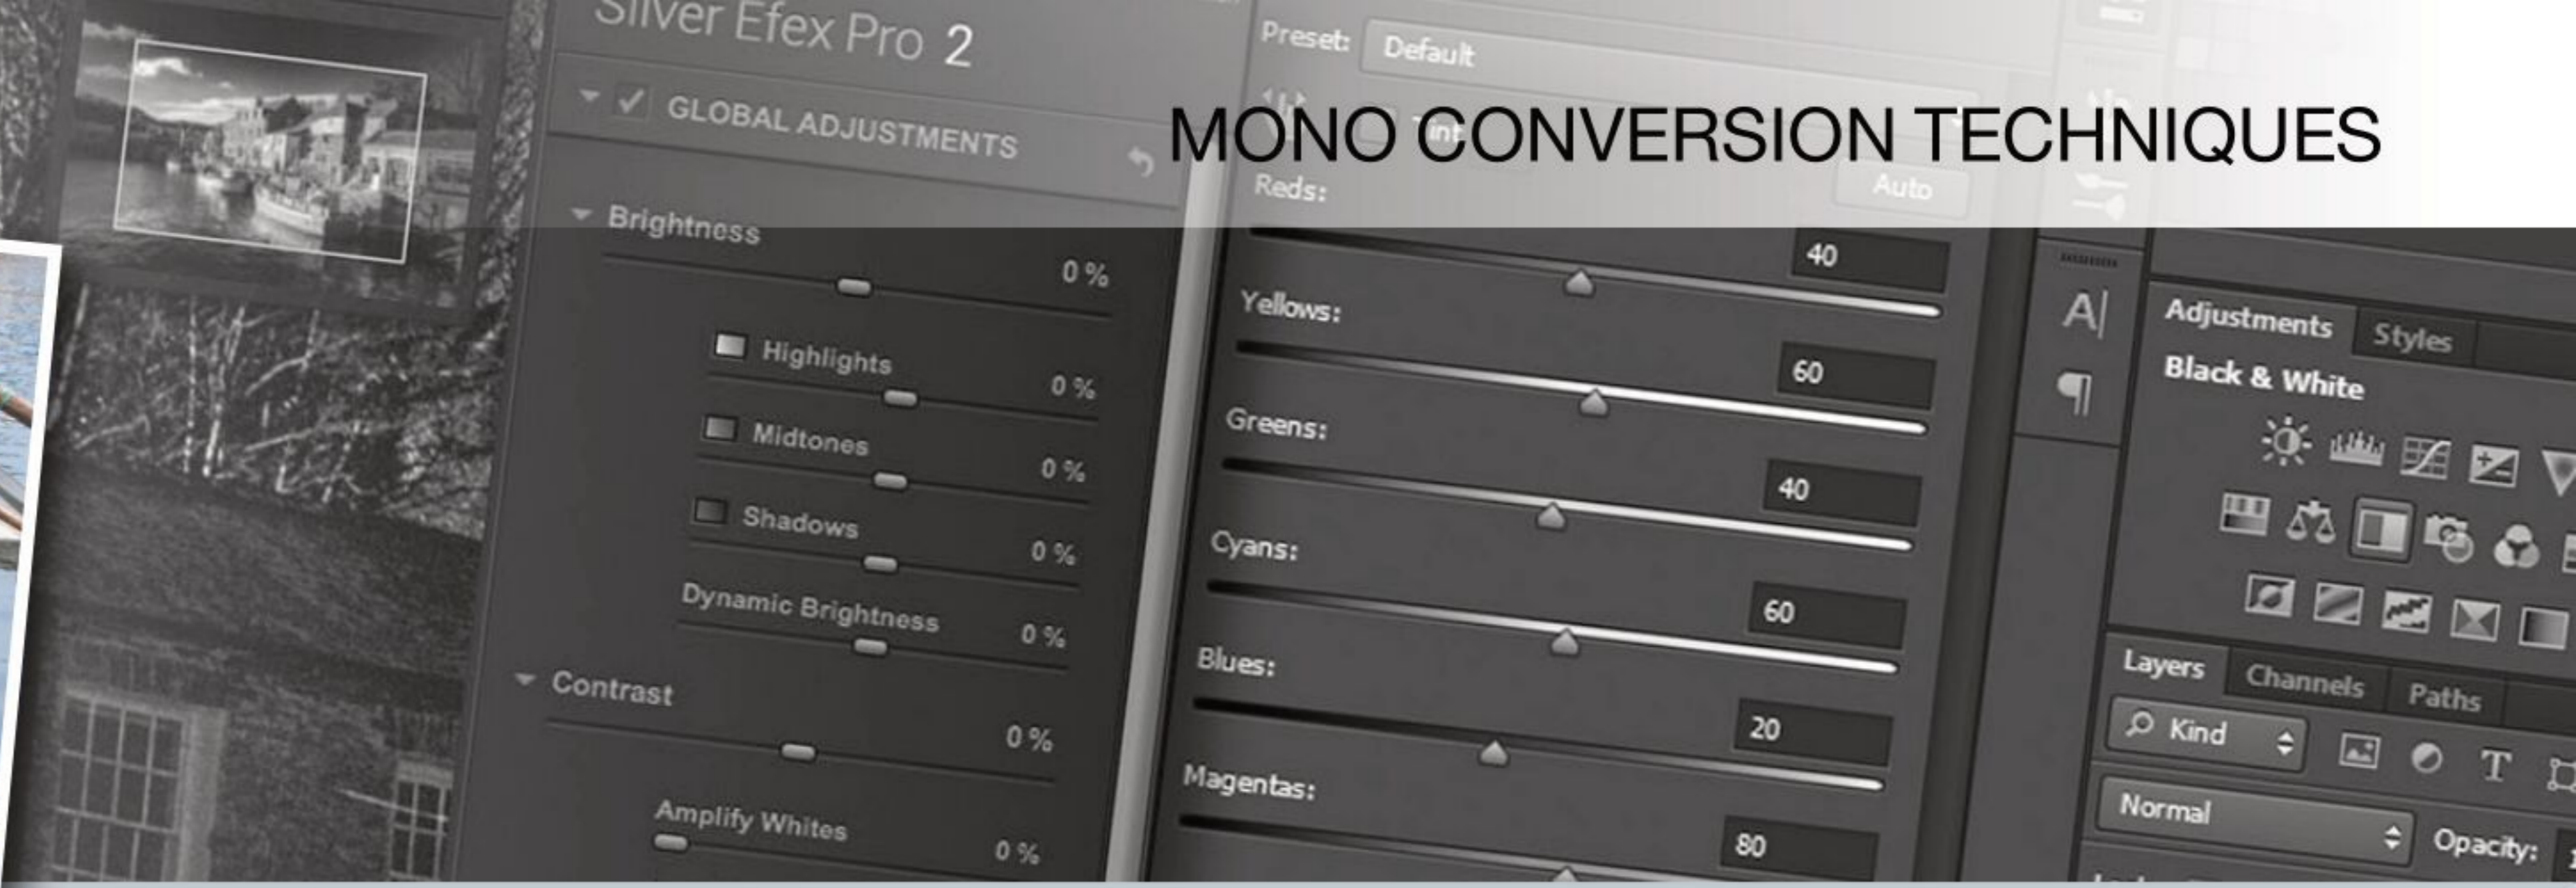 Silver Efex Pro 2
GLOBAL ADJUSTMENTS
Brightness
0 %
Highlights
0 %
Midtones
0 %
Shadows
0 %
Dynamic Brightness
0 %
Contrast
0 %
Amplify Whites
0 %
Preset: Default
Tint
MONO CONVERSION TECHNIQUES
Auto
Reds:
40
Yellows:
60
Greens:
40
Cyans:
60
Blues:
20
Magentas:
80
A
Adjustments Styles
Black & White
Layers Channels Paths
Kind
T
Normal
Opacity: